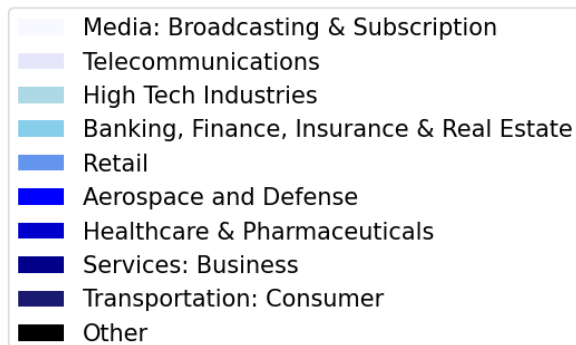 Media: Broadcasting & Subscription
Telecommunications
High Tech Industries
Banking, Finance, Insurance & Real Estate
Retail
Aerospace and Defense
Healthcare & Pharmaceuticals
Services: Business
Transportation: Consumer
Other